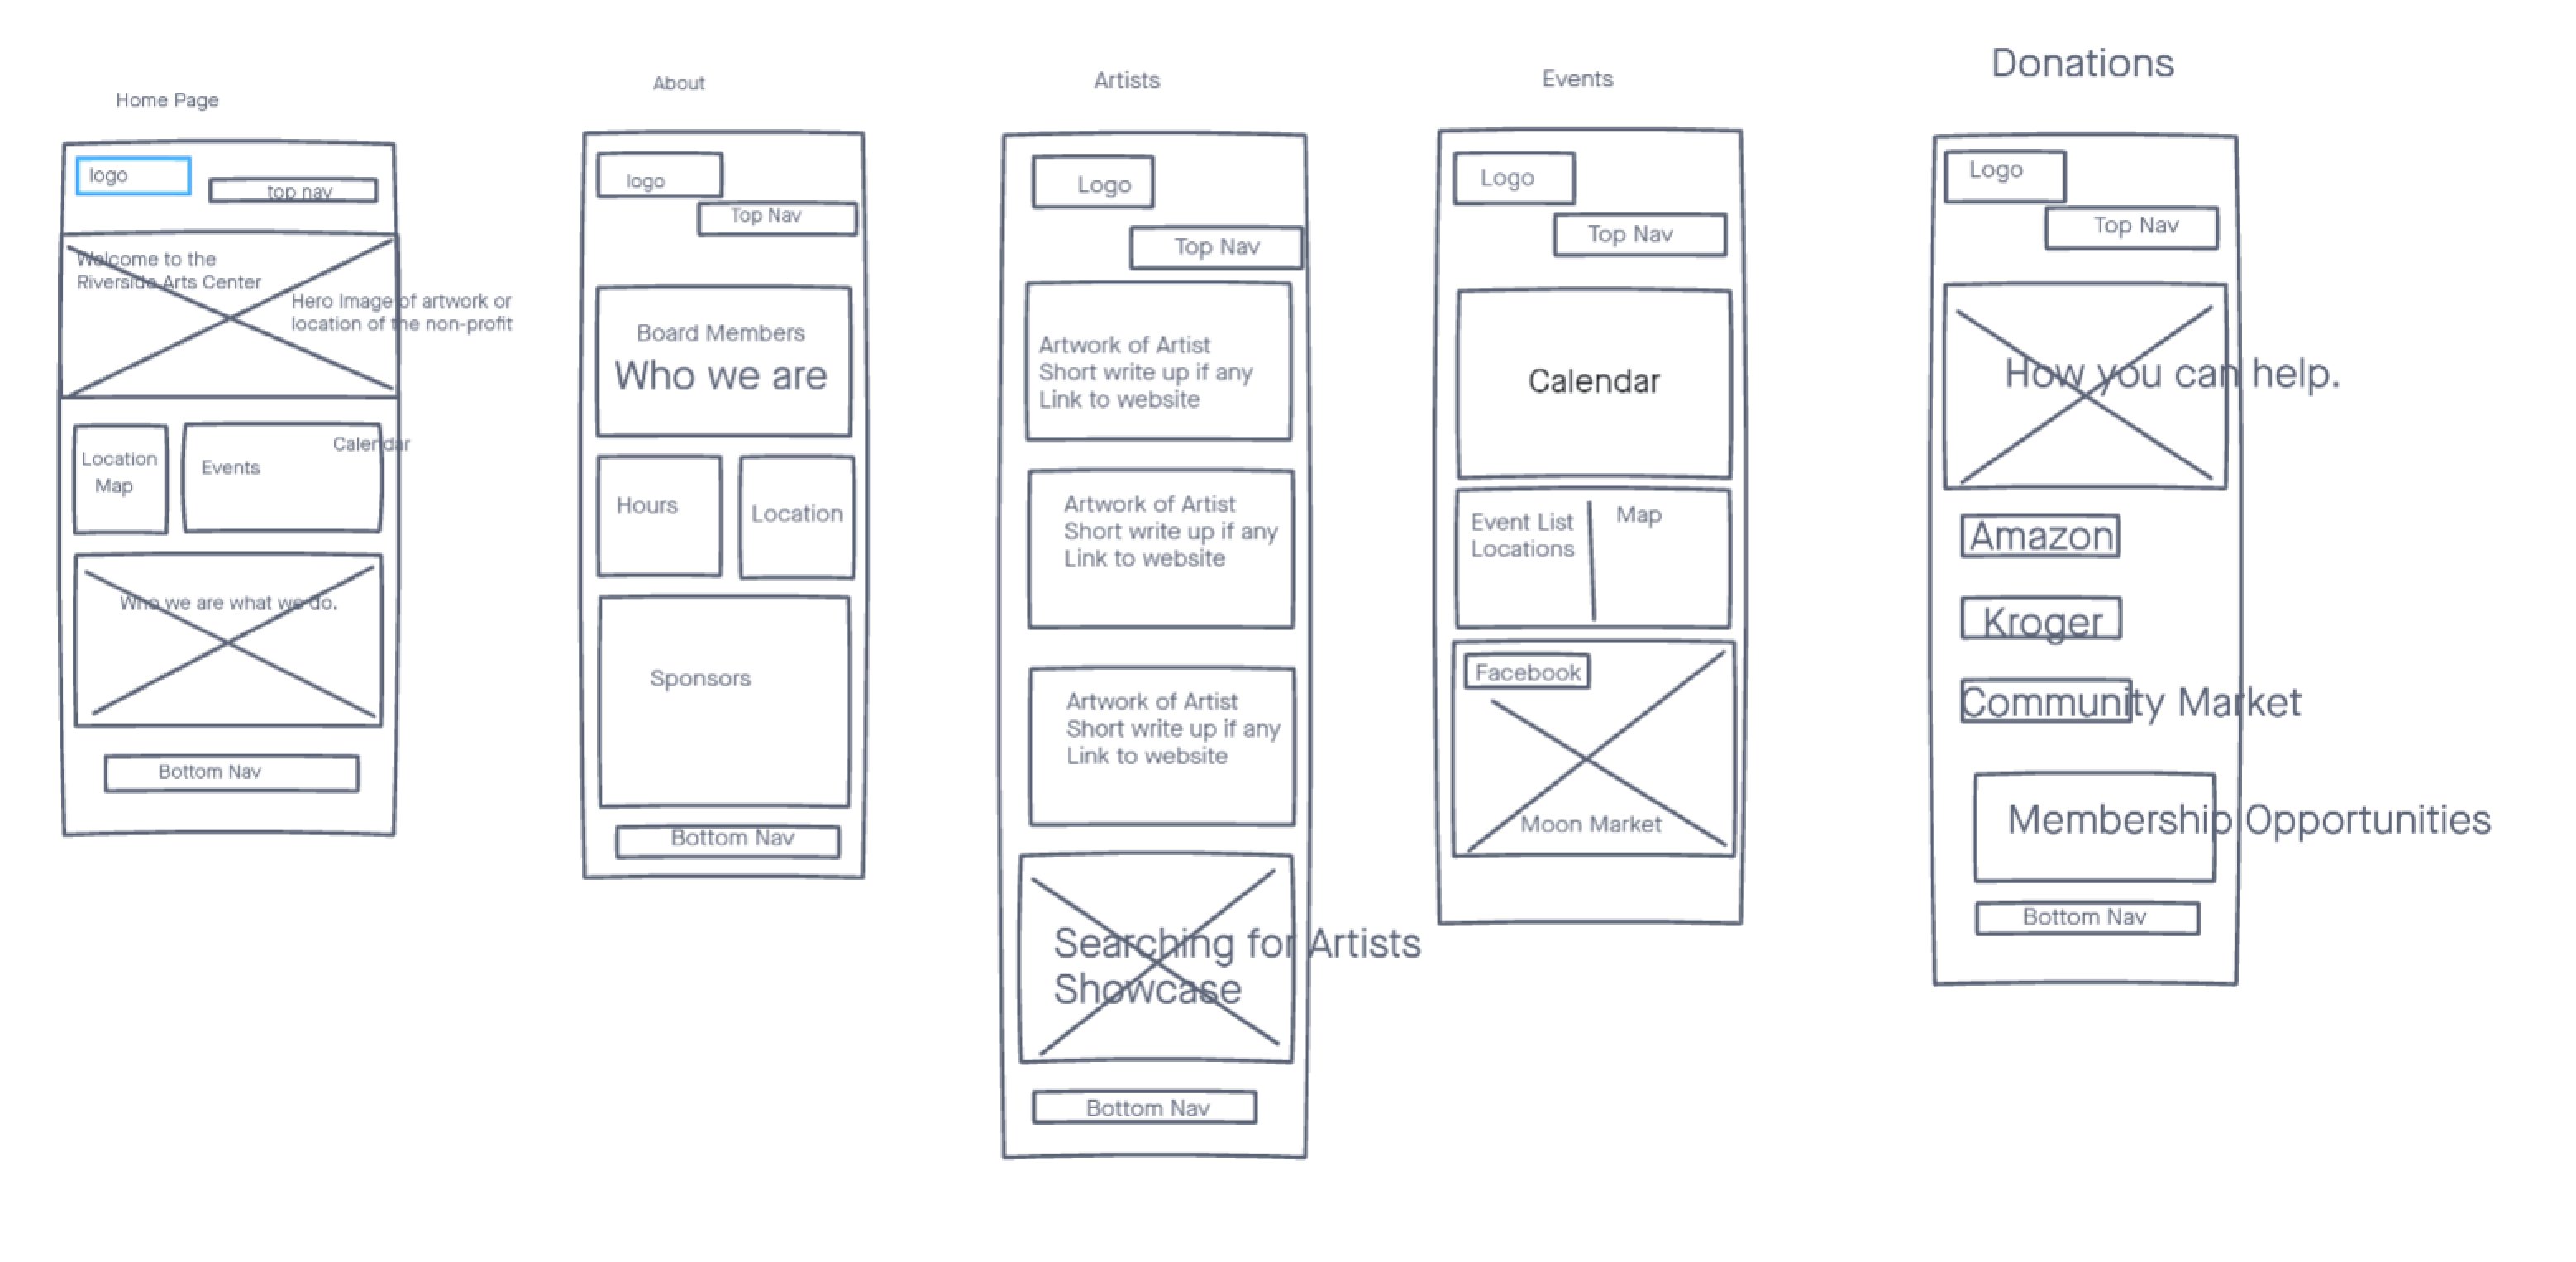 Home Page
logo
top nav
Welcome to the
Riverside Arts Center
Hero Image of artwork or
location of the non-profit
Location
Map
Events
Calendar
Who we are what we do.
Bottom Nav
About
logo
Top Nav
Board Members
Who we are
Hours
Location
Sponsors
Bottom Nav
Artists
Logo
Top Nav
Artwork of Artist
Short write up if any
Link to website
Artwork of Artist
Short write up if any
Link to website
Artwork of Artist
Short write up if any
Link to website
Searching for Artists
Showcase
Bottom Nav
Events
Logo
Top Nav
Calendar
Event List
Locations
Map
Facebook
Moon Market
Donations
Logo
Top Nav
How you can help.
Amazon
Kroger
Community Market
Membership Opportunities
Bottom Nav